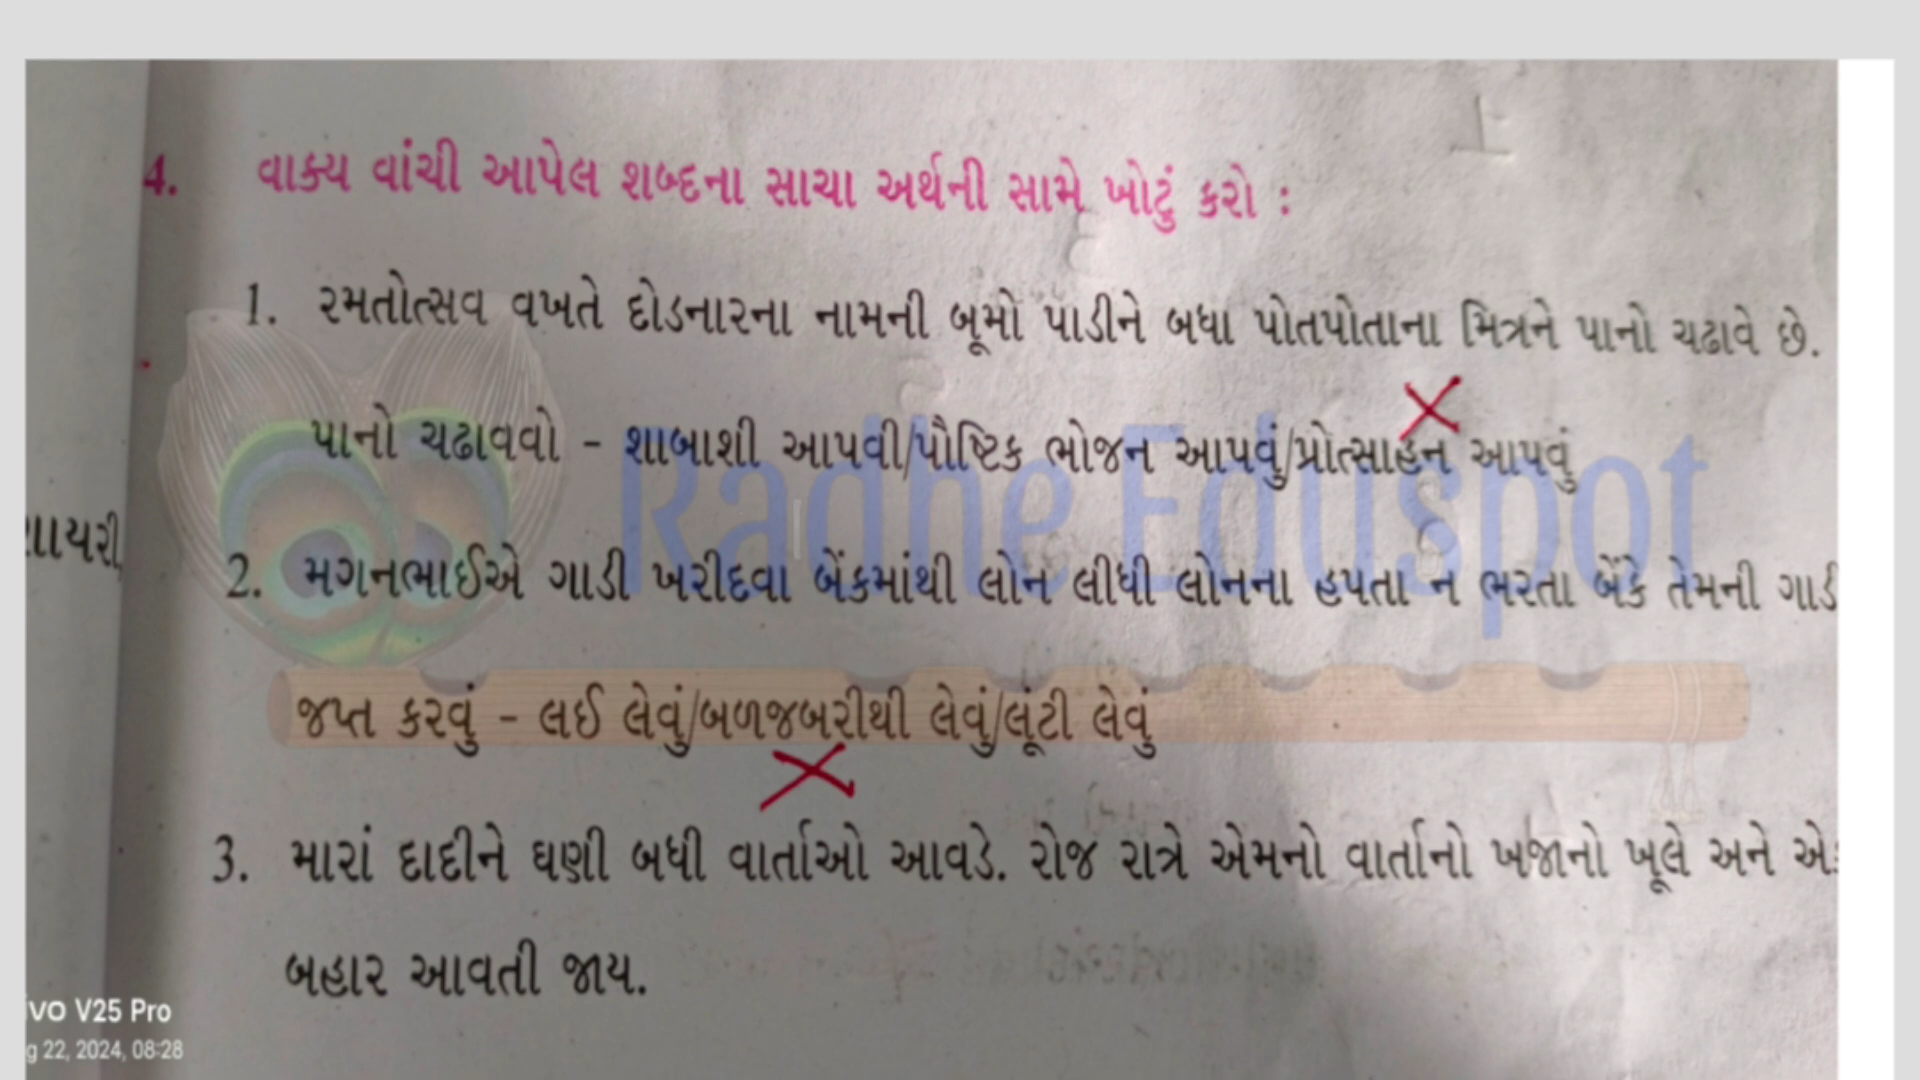 4. વાક્ય વાંચી આપેલ શબ્દના સાચા અર્થની સામે ખોટું કરો :
1. રમતોત્સવ વખતે દોડનારના નામની બૂમો પાડીને બધા પોતપોતાના મિત્રને પાનો ચઢાવે છે.
પાનો ચઢાવવો - શાબાશી આપવી/પૌષ્ટિક ભોજન આપવું/પ્રોત્સાહન આપવું
Radhe Eduspot
2. મગનભાઈએ ગાડી ખરીદવા બેંકમાંથી લોન લીધી લોનના હપતા ન ભરતા બેંકે તેમની ગાડી
જપ્ત કરવું - લઈ લેવું/બળજબરીથી લેવું/લૂંટી લેવું
3. મારાં દાદીને ઘણી બધી વાર્તાઓ આવડે. રોજ રાત્રે એમનો વાર્તાનો ખજાનો ખૂલે અને
બહાર આવતી જાય.
V25 Pro
22, 2024, 08:28